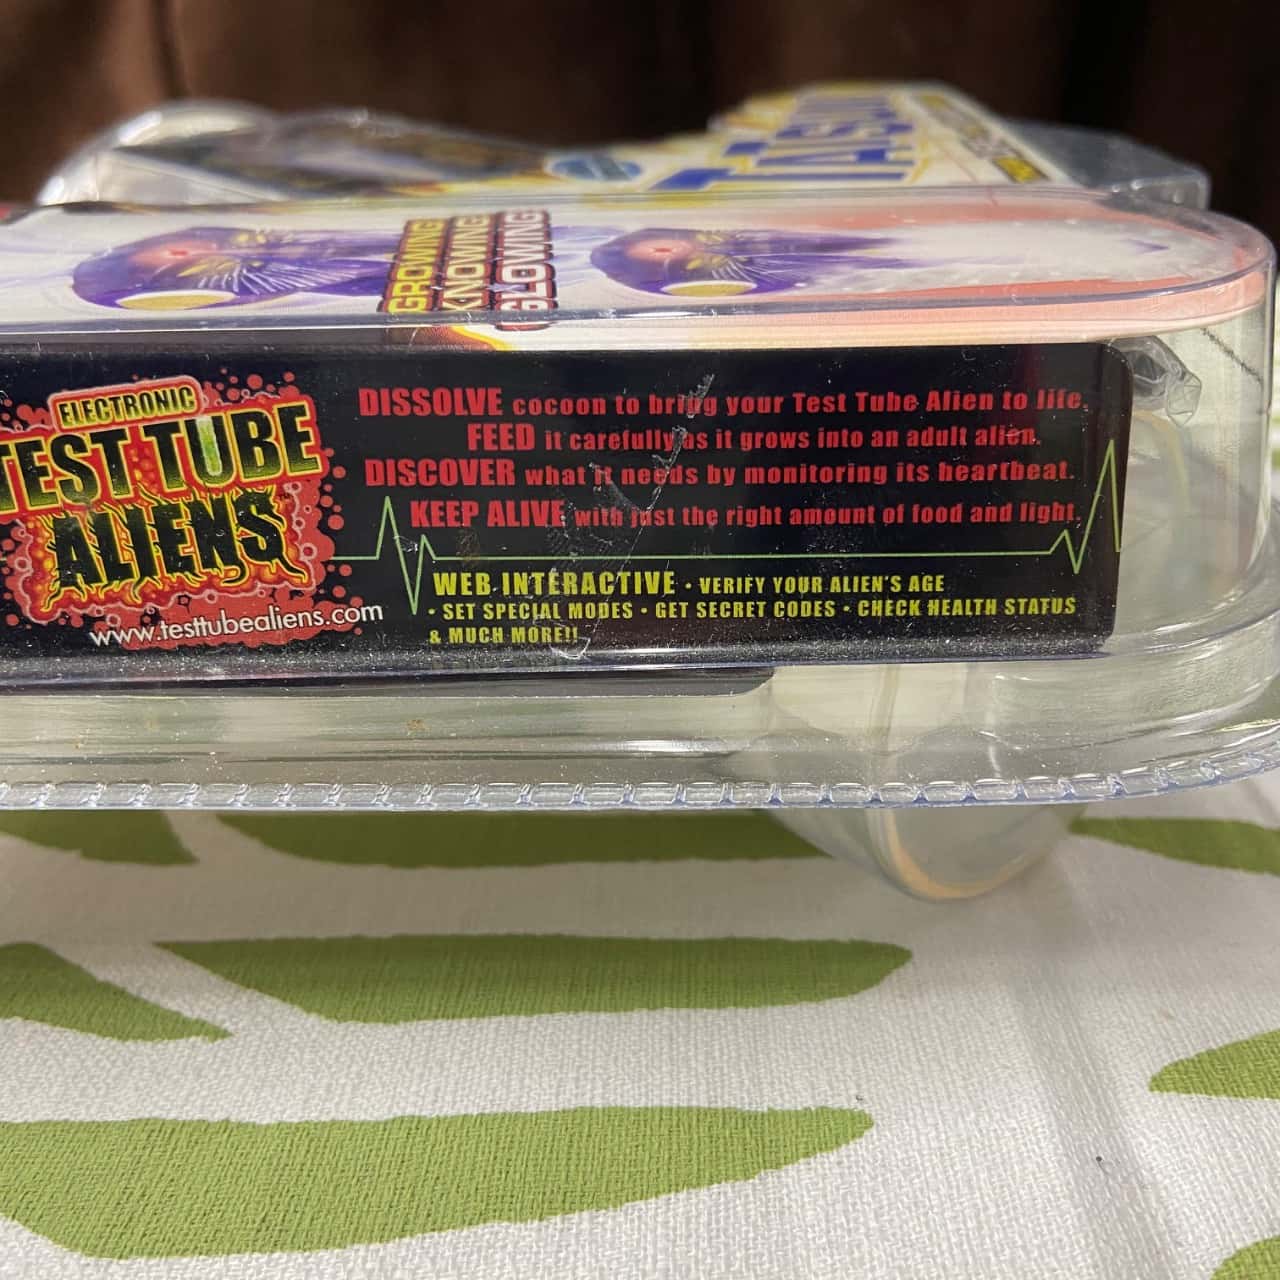 GROWING
KNOWING
GLOWING
ELECTRONIC
TEST TUBE
ALIENS™
www.testtubealiens.com
DISSOLVE cocoon to bring your Test Tube Alien to life.
FEED it carefully as it grows into an adult alien.
DISCOVER what it needs by monitoring its heartbeat.
KEEP ALIVE with just the right amount of food and light.
WEB INTERACTIVE • VERIFY YOUR ALIEN'S AGE
• SET SPECIAL MODES • GET SECRET CODES • CHECK HEALTH STATUS
& MUCH MORE!!